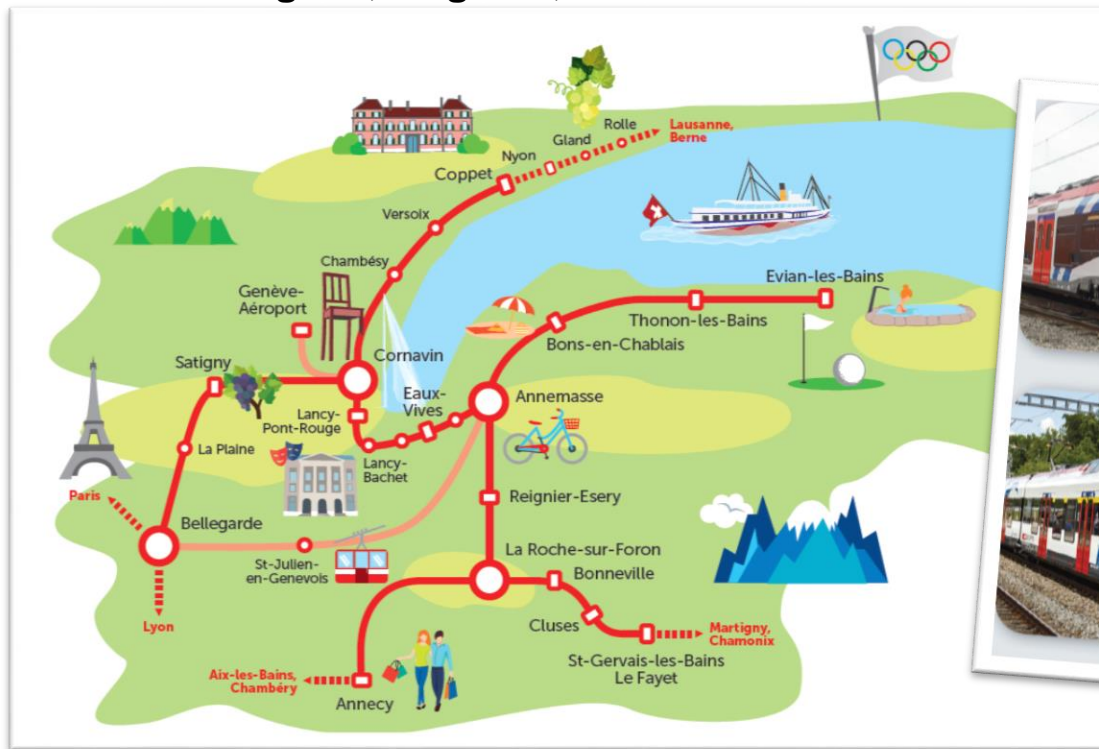 Rolle
Lausanne,
Berne
Gland
Nyon
Coppet
Versoix
Chambésy
Genève-
Aéroport
Evian-les-Bains
Thonon-les-Bains
Bons-en-Chablais
Cornavin
Satigny
Eaux-
Vives
Annemasse
Lancy-
Pont-Rouge
La Plaine
Lancy-
Bachet
Paris
Reignier-Esery
Bellegarde
St-Julien-
en-Genevois
La Roche-sur-Foron
Bonneville
Lyon
Cluses
Martigny,
Chamonix
St-Gervais-les-Bains
Le Fayet
Aix-les-Bains,
Chambéry
Annecy